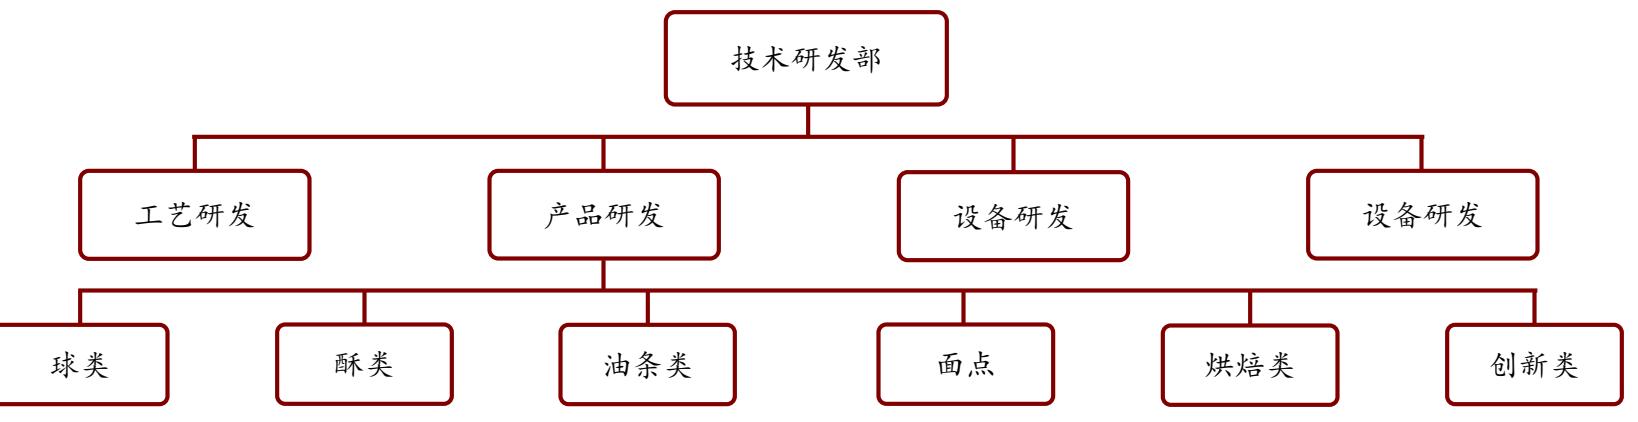 技术研发部
工艺研发
产品研发
设备研发
设备研发
球类
酥类
油条类
面点
烘焙类
创新类